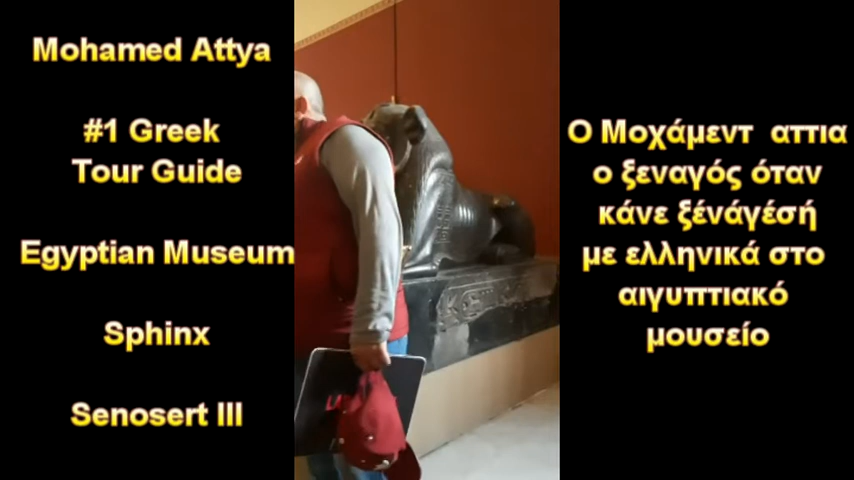 Mohamed Attya
#1 Greek
Tour Guide
Egyptian Museum
Sphinx
Senosert III
Ο Μοχάμεντ αττια
ο ξεναγός όταν
κάνε ξένάγέσή
με ελληνικά στο
αιγυπτιακό
μουσείο